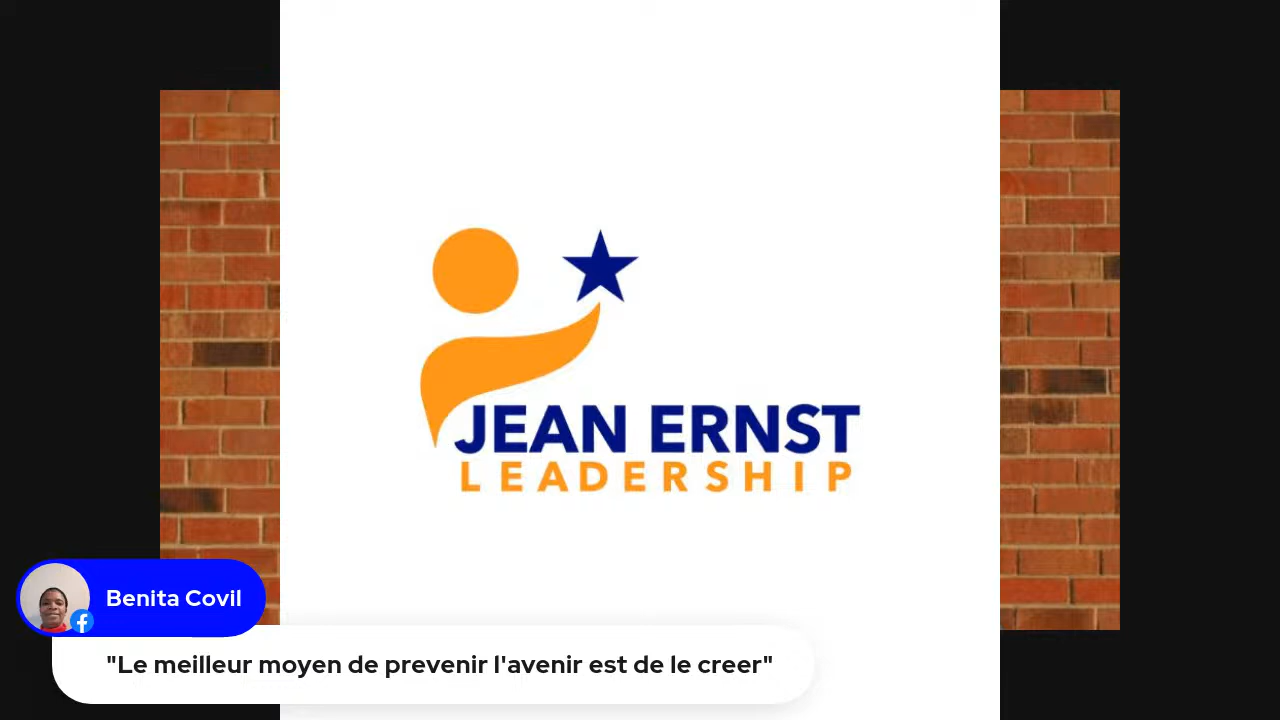 JEAN ERNST
LEADERSHIP
Benita Covil
"Le meilleur moyen de prevenir l'avenir est de le creer"